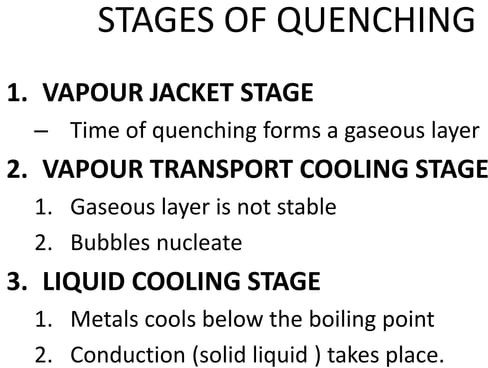 STAGES OF QUENCHING
1. VAPOUR JACKET STAGE
– Time of quenching forms a gaseous layer
2. VAPOUR TRANSPORT COOLING STAGE
1. Gaseous layer is not stable
2. Bubbles nucleate
3. LIQUID COOLING STAGE
1. Metals cools below the boiling point
2. Conduction (solid liquid ) takes place.